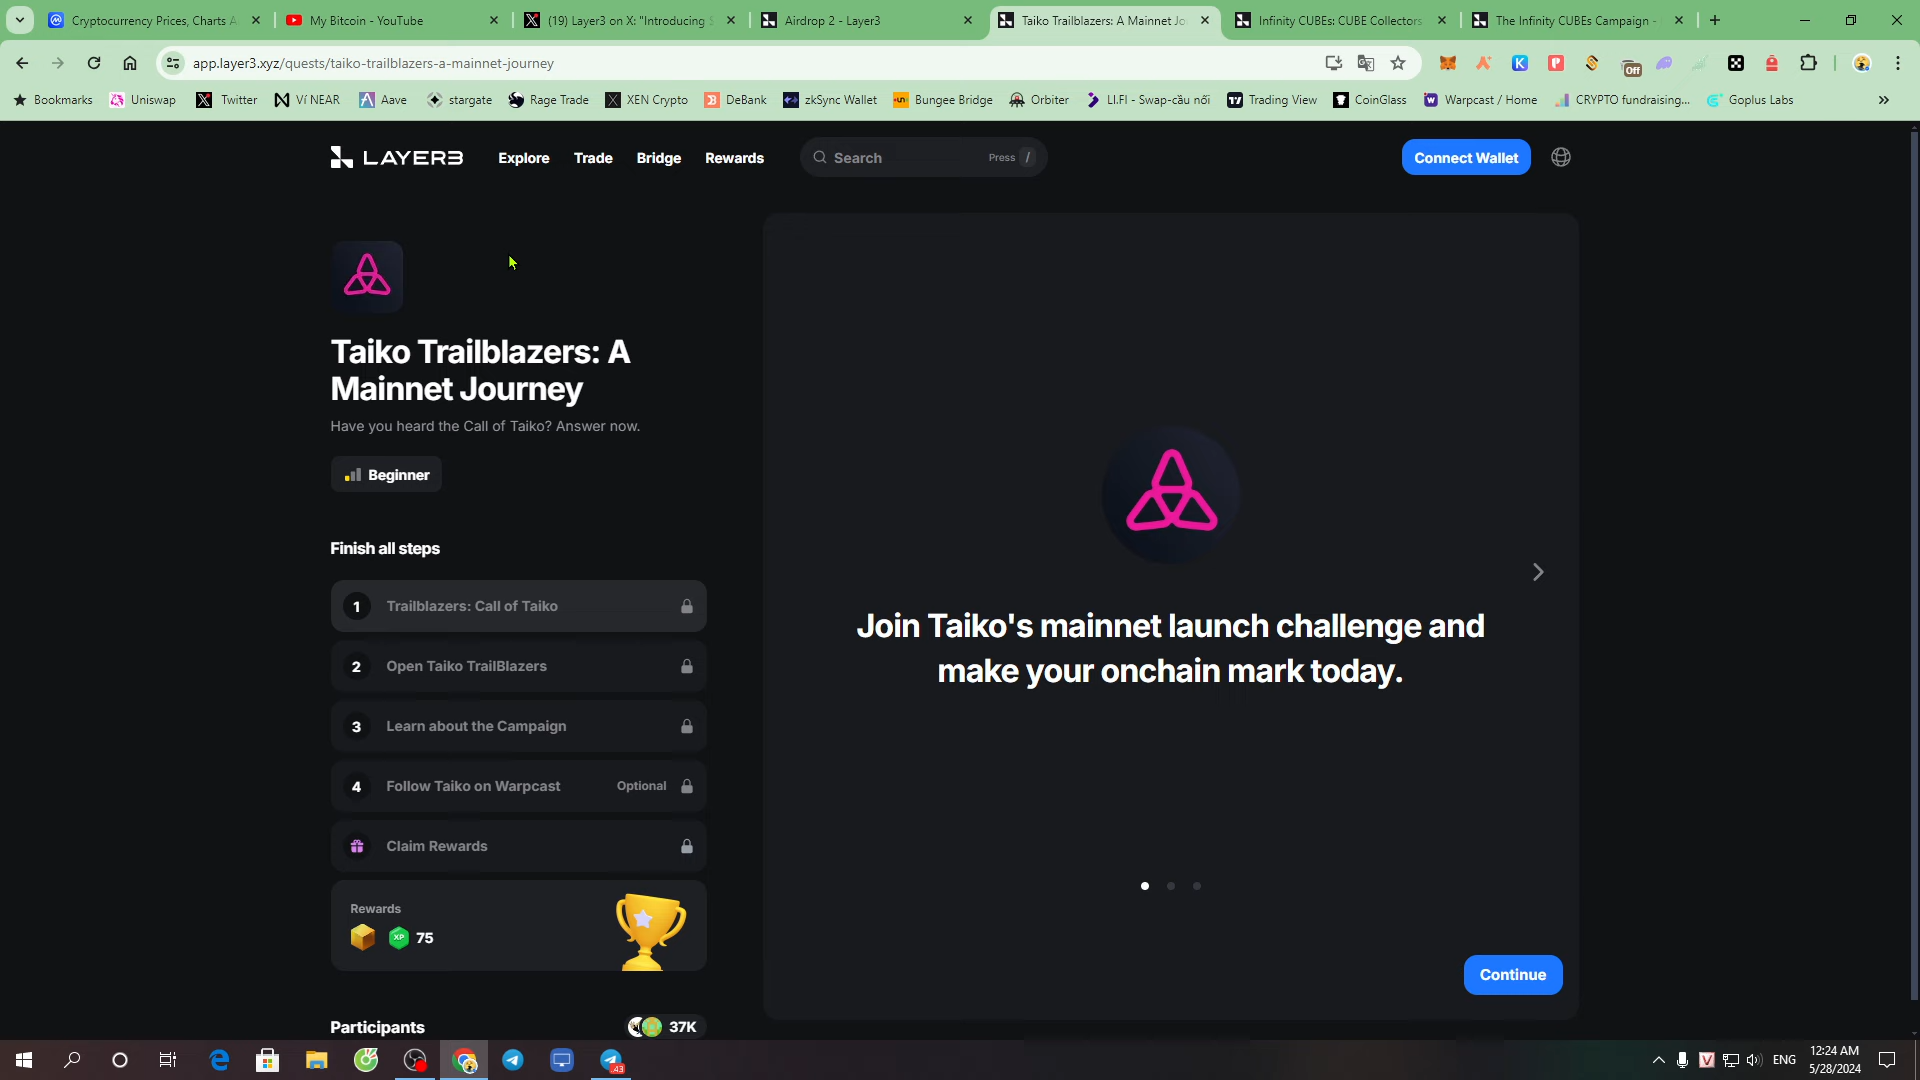 Cryptocurrency Prices, Charts A
My Bitcoin - YouTube
(19) Layer3 on X: "Introducing S
Airdrop 2 - Layer3
Taiko Trailblazers: A Mainnet Jo
Infinity CUBEs: CUBE Collectors
The Infinity CUBEs Campaign -
app.layer3.xyz/quests/taiko-trailblazers-a-mainnet-journey
Off
Bookmarks
Uniswap
Twitter
Ví NEAR
Aave
stargate
Rage Trade
XEN Crypto
DeBank
zkSync Wallet
Bungee Bridge
Orbiter
LI.FI - Swap-cầu nối
Trading View
CoinGlass
Warpcast / Home
CRYPTO fundraising...
Goplus Labs
LAYER3
Explore
Trade
Bridge
Rewards
Search
Press /
Connect Wallet
Taiko Trailblazers: A
Mainnet Journey
Have you heard the Call of Taiko? Answer now.
Beginner
Finish all steps
1 Trailblazers: Call of Taiko
2 Open Taiko TrailBlazers
3 Learn about the Campaign
4 Follow Taiko on Warpcast Optional
Claim Rewards
Rewards
XP 75
Participants
37K
Join Taiko's mainnet launch challenge and
make your onchain mark today.
Continue
43
ENG
12:24 AM
5/28/2024